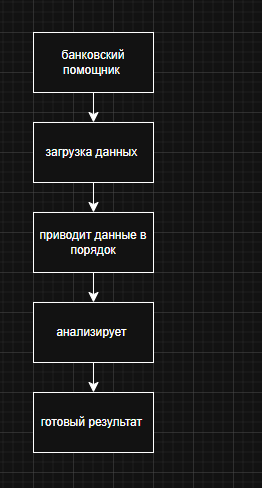 банковский
помощник
загрузка данных
приводит данные в
порядок
анализирует
готовый результат